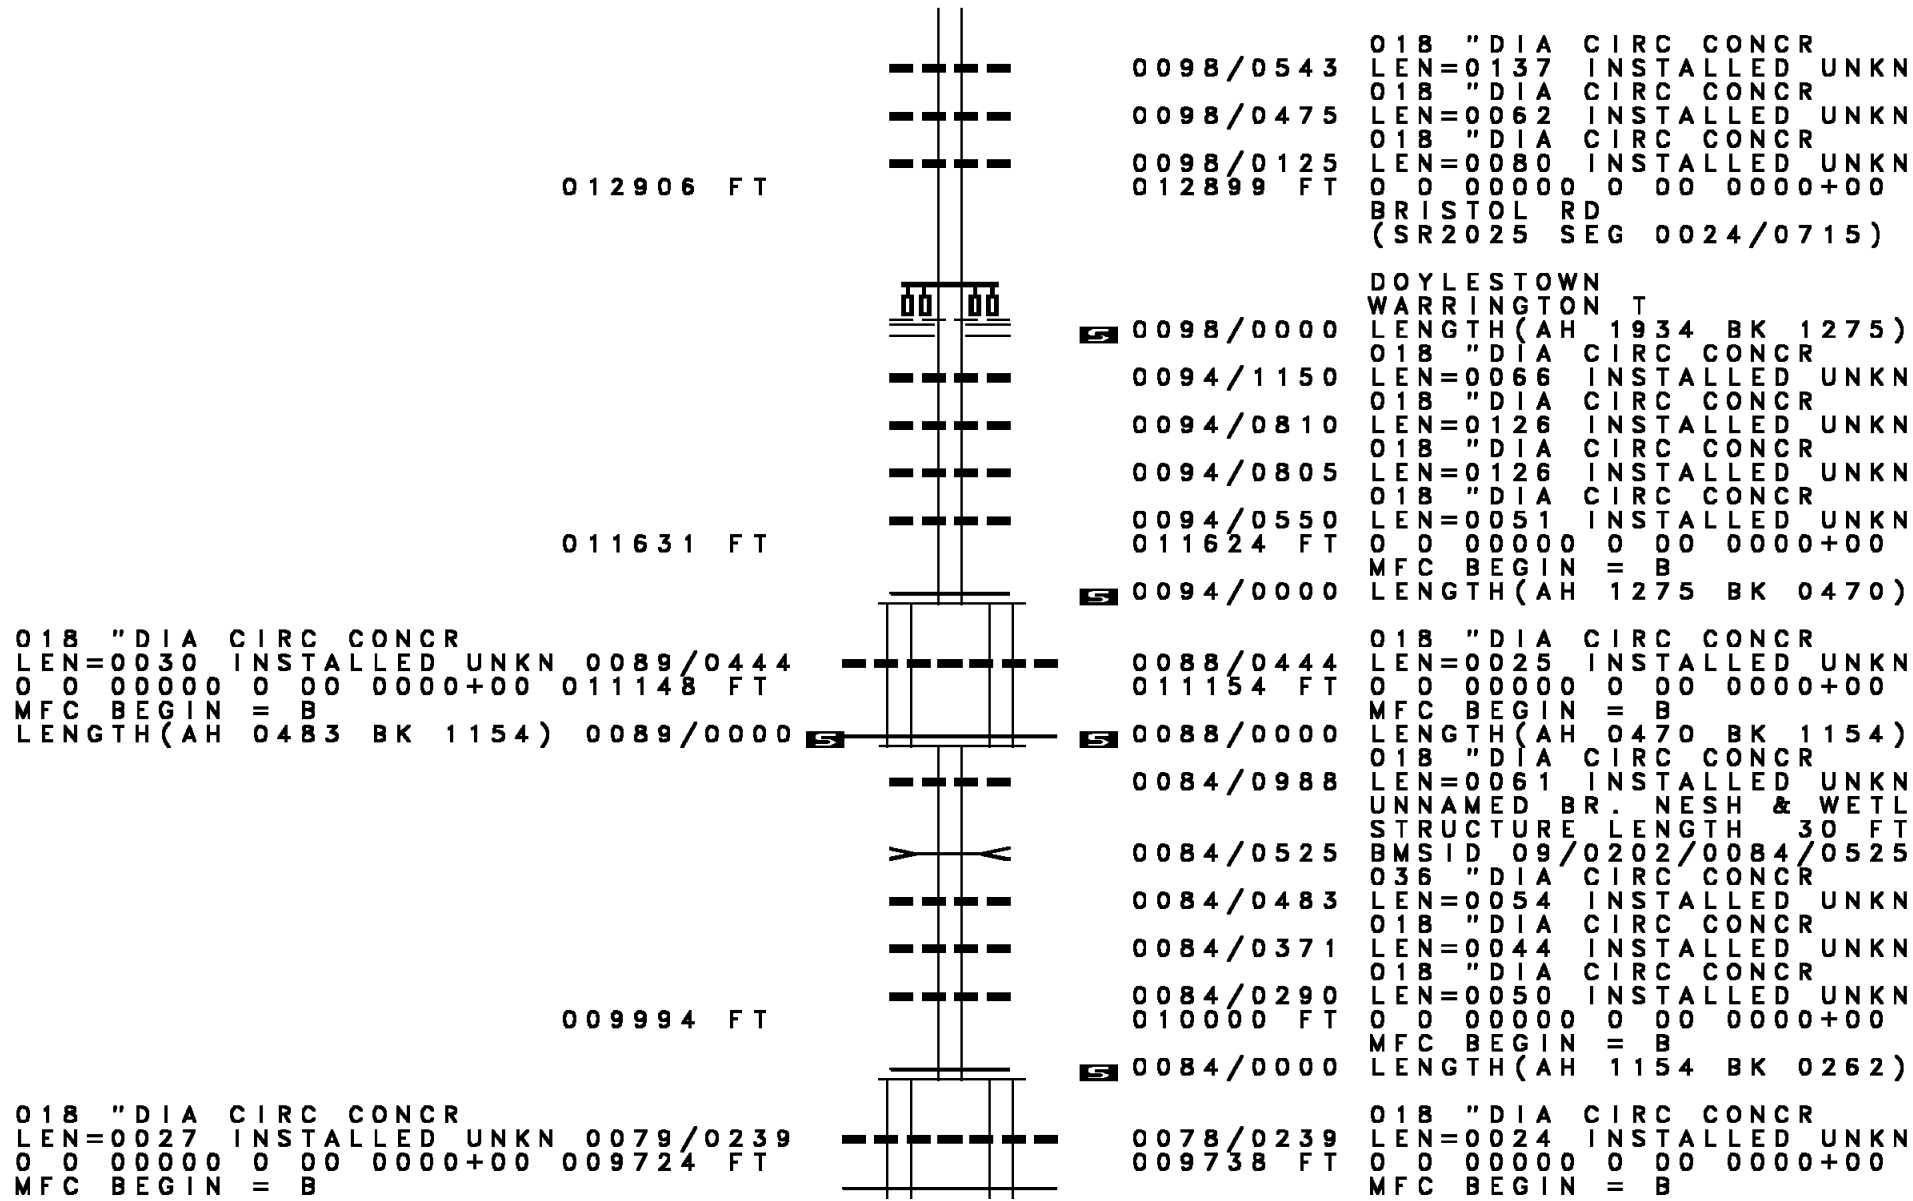 018 "DIA CIRC CONCR
0098/0543 LEN=0137 INSTALLED UNKN
018 "DIA CIRC CONCR
0098/0475 LEN=0062 INSTALLED UNKN
018 "DIA CIRC CONCR
0098/0125 LEN=0080 INSTALLED UNKN
012906 FT 012899 FT 0 0 00000 0 00 0000+00
BRISTOL RD
(SR2025 SEG 0024/0715)
DOYLESTOWN
WARRINGTON T
S 0098/0000 LENGTH(AH 1934 BK 1275)
018 "DIA CIRC CONCR
0094/1150 LEN=0066 INSTALLED UNKN
018 "DIA CIRC CONCR
0094/0810 LEN=0126 INSTALLED UNKN
018 "DIA CIRC CONCR
0094/0805 LEN=0126 INSTALLED UNKN
018 "DIA CIRC CONCR
0094/0550 LEN=0051 INSTALLED UNKN
011631 FT 011624 FT 0 0 00000 0 00 0000+00
MFC BEGIN = B
S 0094/0000 LENGTH(AH 1275 BK 0470)
018 "DIA CIRC CONCR 018 "DIA CIRC CONCR
LEN=0030 INSTALLED UNKN 0089/0444 0088/0444 LEN=0025 INSTALLED UNKN
0 0 00000 0 00 0000+00 011148 FT 011154 FT 0 0 00000 0 00 0000+00
MFC BEGIN = B MFC BEGIN = B
LENGTH(AH 0483 BK 1154) 0089/0000 S S 0088/0000 LENGTH(AH 0470 BK 1154)
018 "DIA CIRC CONCR
0084/0988 LEN=0061 INSTALLED UNKN
UNNAMED BR. NESH & WETL
STRUCTURE LENGTH 30 FT
0084/0525 BMSID 09/0202/0084/0525
036 "DIA CIRC CONCR
0084/0483 LEN=0054 INSTALLED UNKN
018 "DIA CIRC CONCR
0084/0371 LEN=0044 INSTALLED UNKN
018 "DIA CIRC CONCR
0084/0290 LEN=0050 INSTALLED UNKN
009994 FT 010000 FT 0 0 00000 0 00 0000+00
MFC BEGIN = B
S 0084/0000 LENGTH(AH 1154 BK 0262)
018 "DIA CIRC CONCR 018 "DIA CIRC CONCR
LEN=0027 INSTALLED UNKN 0079/0239 0078/0239 LEN=0024 INSTALLED UNKN
0 0 00000 0 00 0000+00 009724 FT 009738 FT 0 0 00000 0 00 0000+00
MFC BEGIN = B MFC BEGIN = B